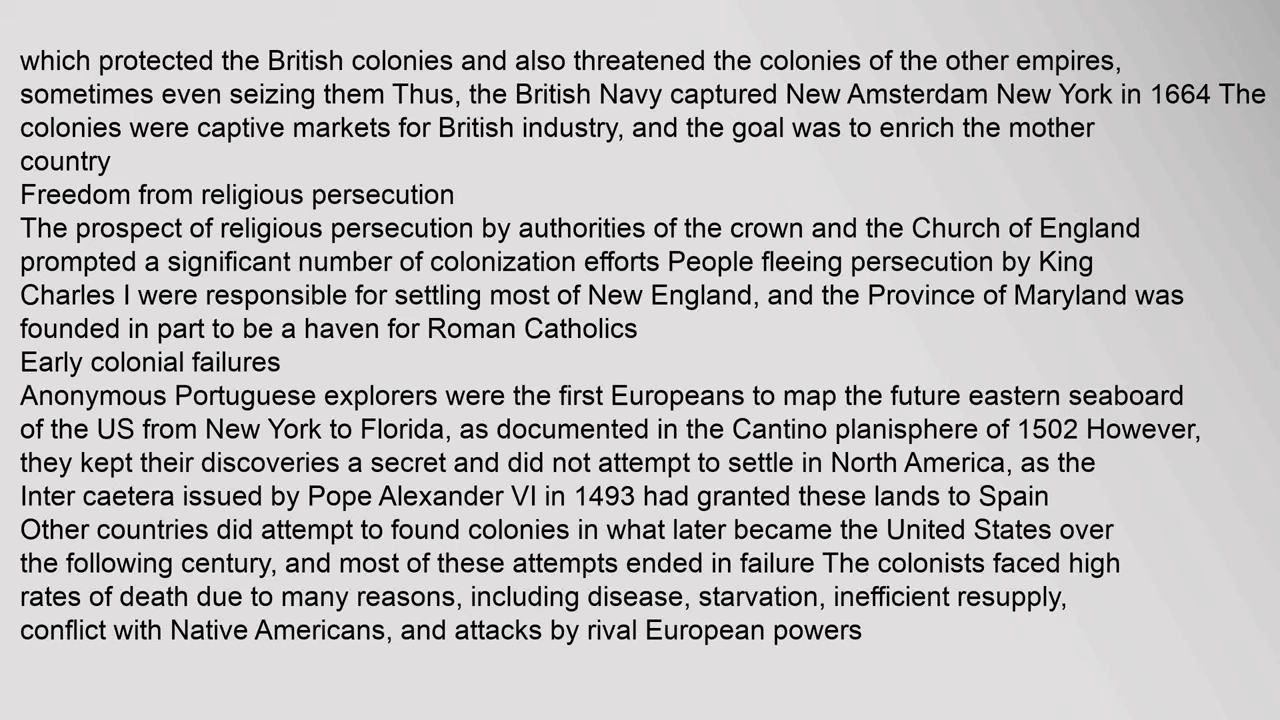 which protected the British colonies and also threatened the colonies of the other empires,
sometimes even seizing them Thus, the British Navy captured New Amsterdam New York in 1664 The
colonies were captive markets for British industry, and the goal was to enrich the mother
country
Freedom from religious persecution
The prospect of religious persecution by authorities of the crown and the Church of England
prompted a significant number of colonization efforts People fleeing persecution by King
Charles I were responsible for settling most of New England, and the Province of Maryland was
founded in part to be a haven for Roman Catholics
Early colonial failures
Anonymous Portuguese explorers were the first Europeans to map the future eastern seaboard
of the US from New York to Florida, as documented in the Cantino planisphere of 1502 However,
they kept their discoveries a secret and did not attempt to settle in North America, as the
Inter caetera issued by Pope Alexander VI in 1493 had granted these lands to Spain
Other countries did attempt to found colonies in what later became the United States over
the following century, and most of these attempts ended in failure The colonists faced high
rates of death due to many reasons, including disease, starvation, inefficient resupply,
conflict with Native Americans, and attacks by rival European powers